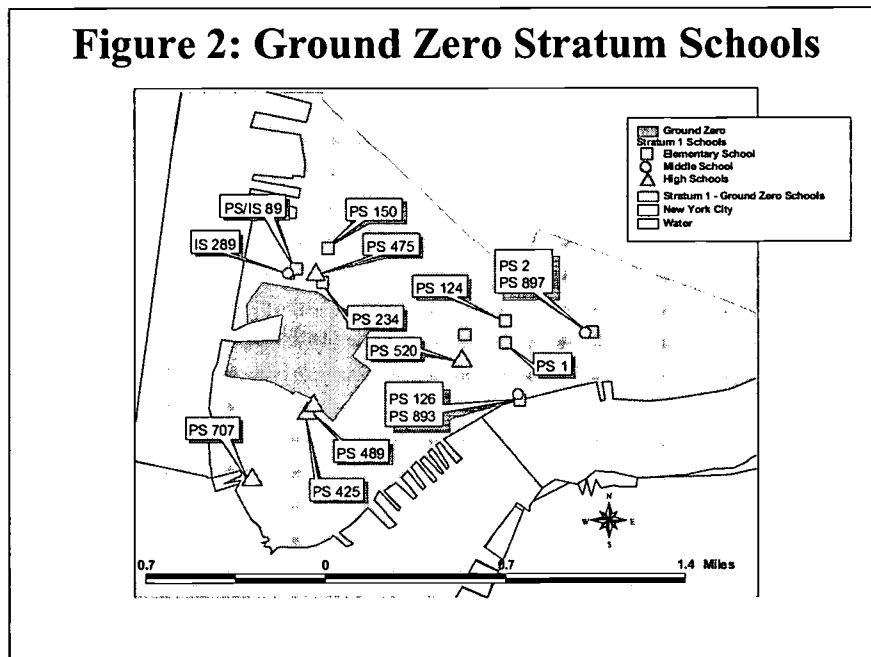 Figure 2: Ground Zero Stratum Schools
Ground Zero
Stratum 1 Schools
Elementary School
Middle School
High Schools
Stratum 1 - Ground Zero Schools
New York City
Water
PS/IS 89
PS 150
IS 289
PS 475
PS 2
PS 897
PS 124
PS 234
PS 520
PS 1
PS 126
PS 893
PS 707
PS 489
PS 425
N
W E
S
0.7 0 0.7 1.4 Miles